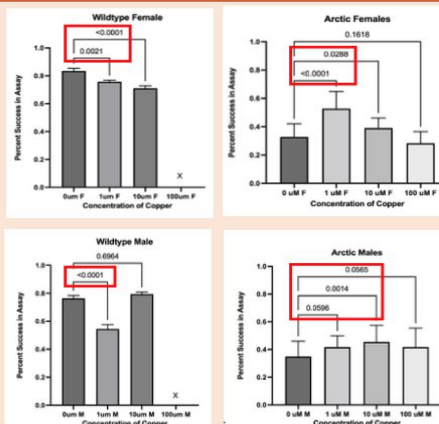 Wildtype Female
<0.0001
0.0021
Percent Success in Assay
1.0
0.8
0.6
0.4
0.2
0.0
X
0um F 1um F 10um F 100um F
Concentration of Copper
Arctic Females
0.1618
0.0288
<0.0001
Percent Success in Assay
1.0
0.8
0.6
0.4
0.2
0.0
0 uM F 1 uM F 10 uM F 100 uM F
Concentration of Copper
Wildtype Male
0.6964
<0.0001
Percent Success in Assay
1.0
0.8
0.6
0.4
0.2
0.0
X
0um M 1um M 10um M 100um M
Concentration of Copper
Arctic Males
0.0565
0.0014
0.0596
Percent Success in Assay
1.0
0.8
0.6
0.4
0.2
0.0
0 uM M 1 uM M 10 uM M 100 uM M
Concentration of Copper